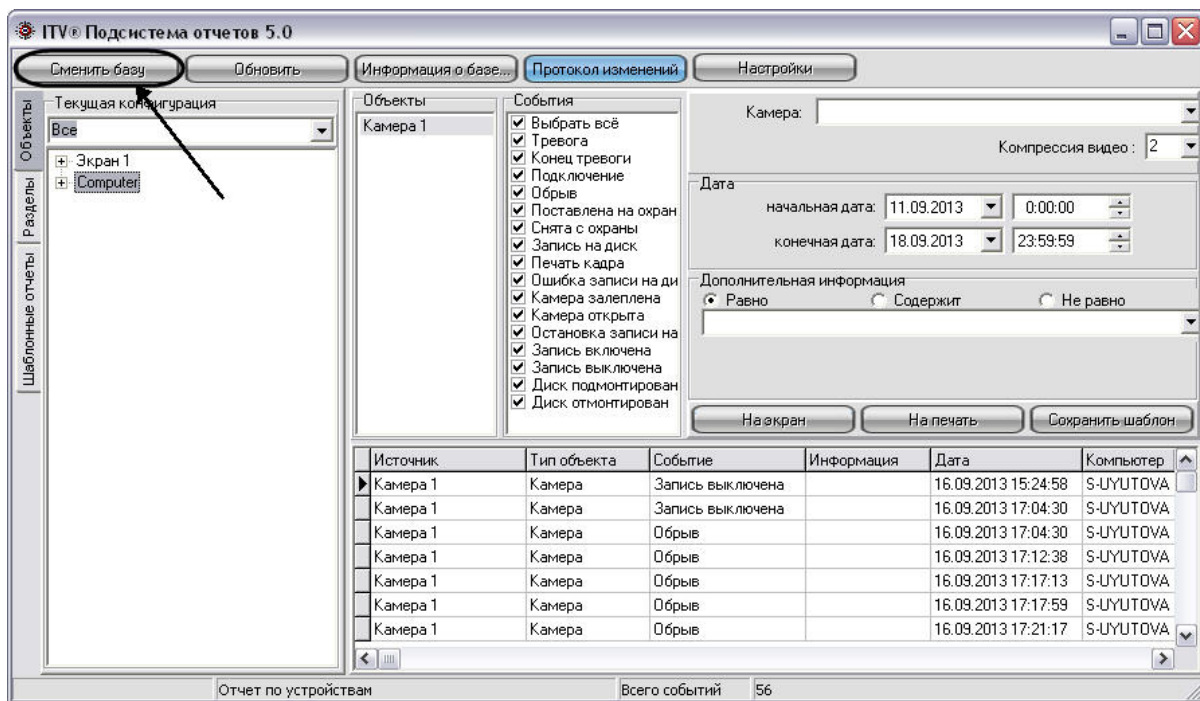 ITV® Подсистема отчетов 5.0
Сменить базу Обновить Информация о базе... Протокол изменений Настройки
Объекты
Разделы
Шаблонные отчеты
Текущая конфигурация
Все
Экран 1
Computer
Объекты
Камера 1
События
Выбрать всё
Тревога
Конец тревоги
Подключение
Обрыв
Поставлена на охран
Снята с охраны
Запись на диск
Печать кадра
Ошибка записи на ди
Камера залеплена
Камера открыта
Остановка записи на
Запись включена
Запись выключена
Диск подмонтирован
Диск отмонтирован
Камера:
Компрессия видео : 2
Дата
начальная дата: 11.09.2013 0:00:00
конечная дата: 18.09.2013 23:59:59
Дополнительная информация
Равно Содержит Не равно
На экран На печать Сохранить шаблон
Источник Тип объекта Событие Информация Дата Компьютер
Камера 1 Камера Запись выключена 16.09.2013 15:24:58 S-UYUTOVA
Камера 1 Камера Запись выключена 16.09.2013 17:04:30 S-UYUTOVA
Камера 1 Камера Обрыв 16.09.2013 17:04:30 S-UYUTOVA
Камера 1 Камера Обрыв 16.09.2013 17:12:38 S-UYUTOVA
Камера 1 Камера Обрыв 16.09.2013 17:17:13 S-UYUTOVA
Камера 1 Камера Обрыв 16.09.2013 17:17:59 S-UYUTOVA
Камера 1 Камера Обрыв 16.09.2013 17:21:17 S-UYUTOVA
Отчет по устройствам Всего событий 56